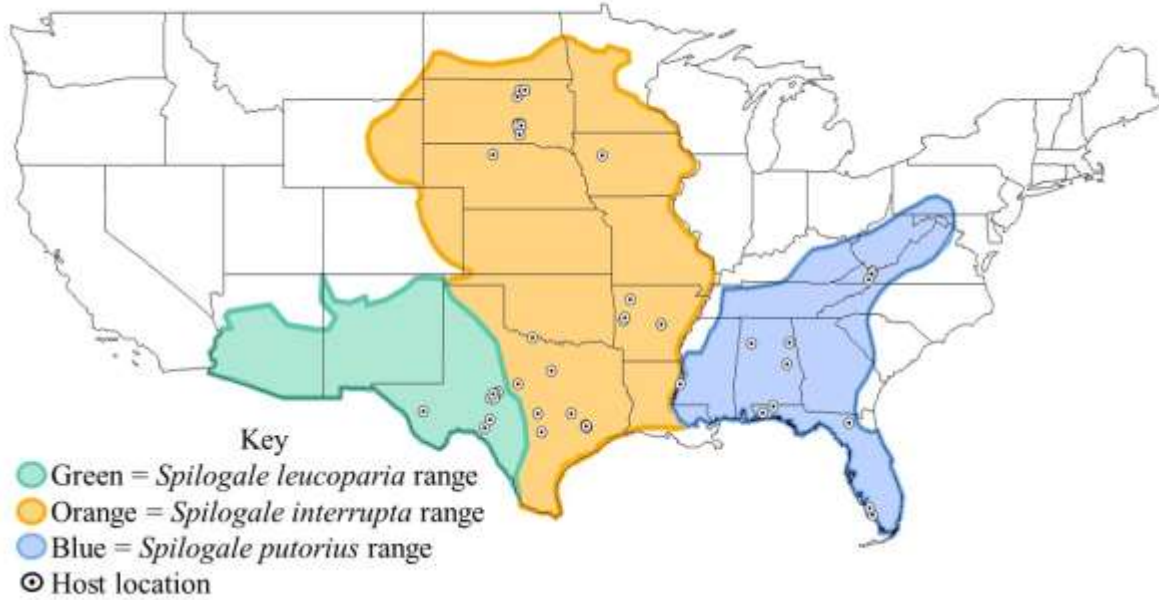 Key
Green = Spilogale leucoparia range
Orange = Spilogale interrupta range
Blue = Spilogale putorius range
Host location